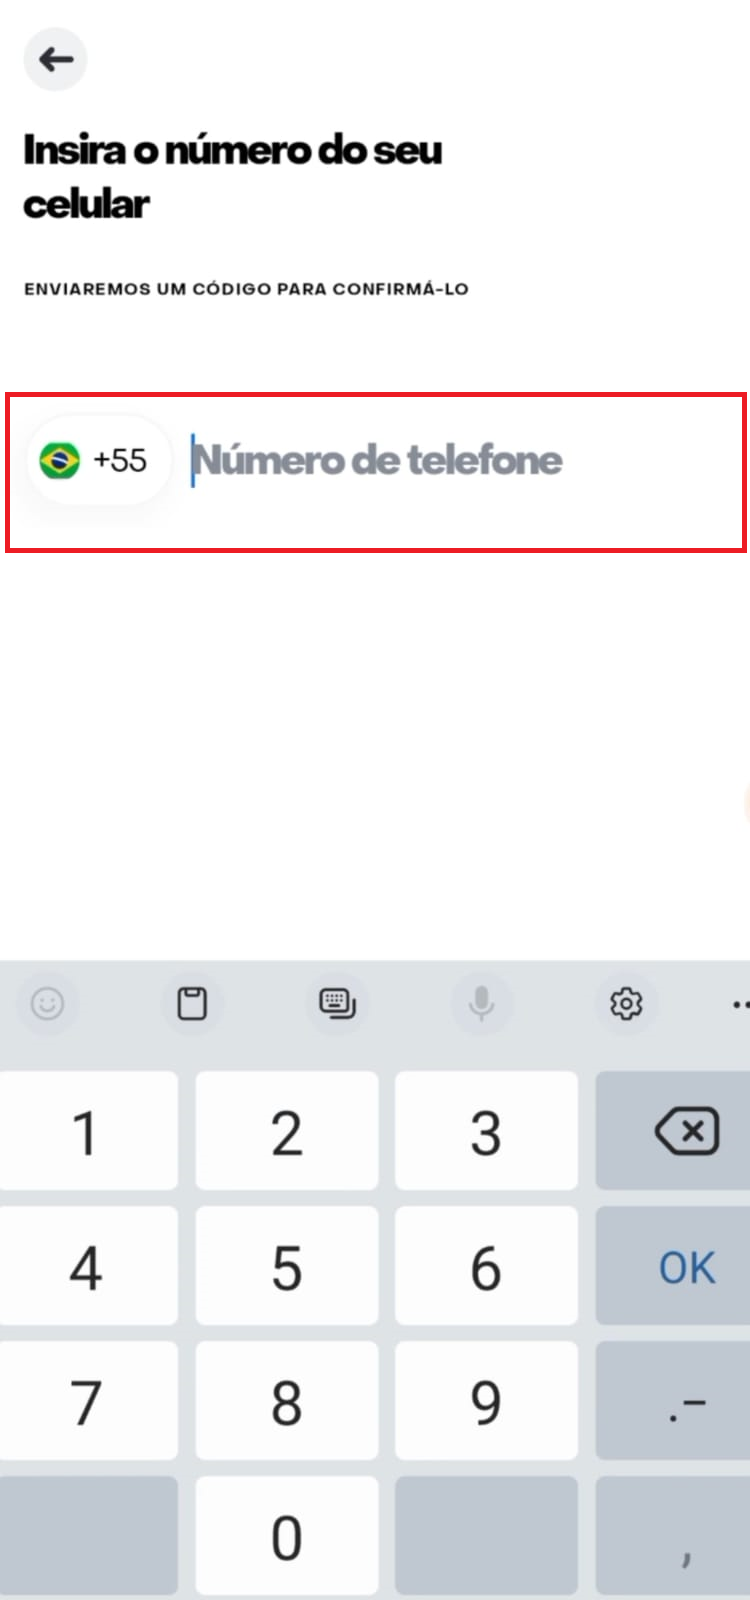 Insira o número do seu
celular
ENVIAREMOS UM CÓDIGO PARA CONFIRMÁ-LO
+55 Número de telefone
1 2 3
4 5 6 OK
7 8 9 .-
0 ,